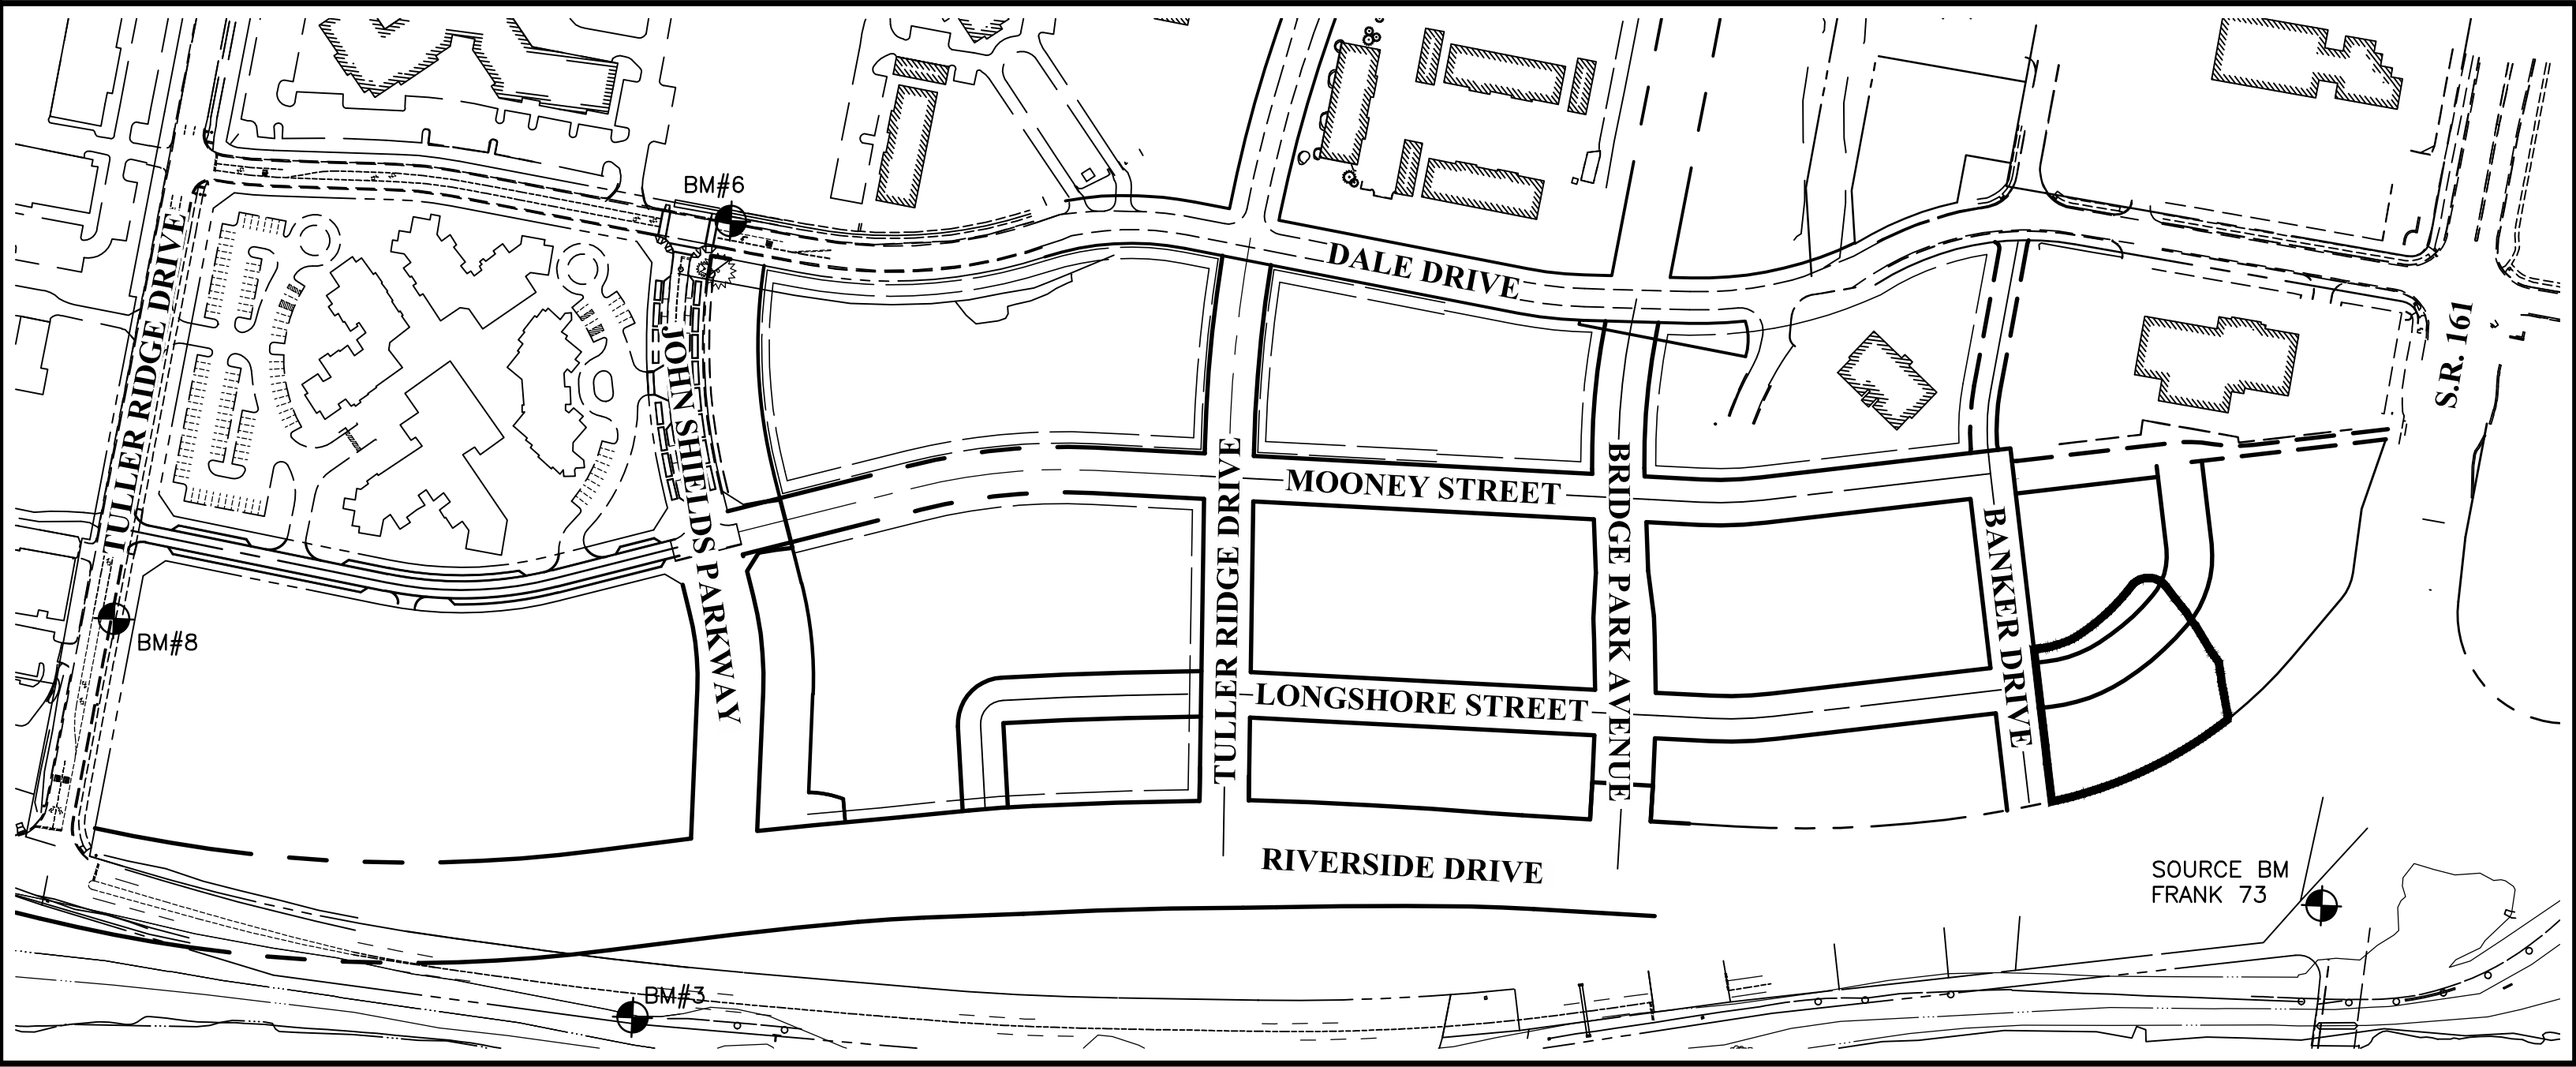 BM#6
TULLER RIDGE DRIVE
DALE DRIVE
JOHN SHIELDS PARKWAY
S.R. 161
MOONEY STREET
TULLER RIDGE DRIVE
BRIDGE PARK AVENUE
BANKER DRIVE
BM#8
LONGSHORE STREET
RIVERSIDE DRIVE
SOURCE BM
FRANK 73
BM#3